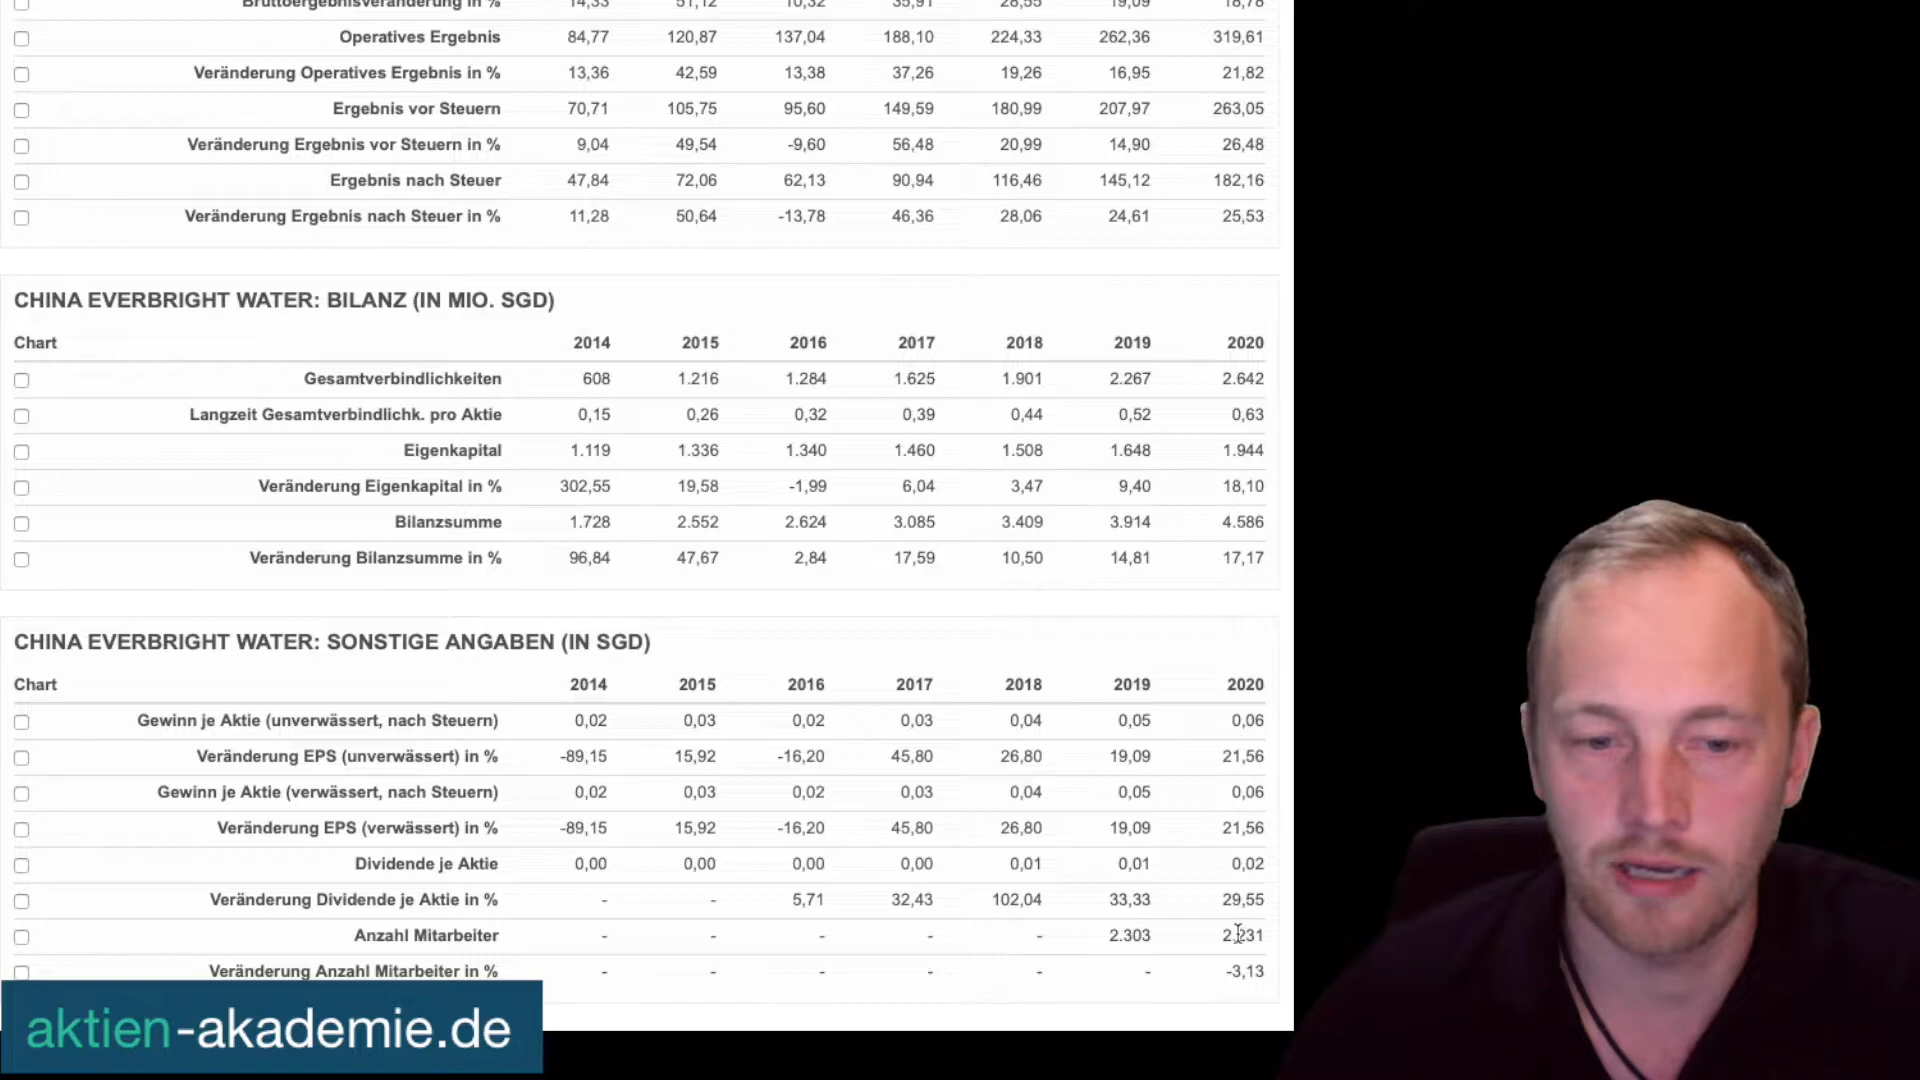 Bruttoergebnisveränderung in % 14,33 51,12 10,32 35,91 28,55 19,09 18,78
Operatives Ergebnis 84,77 120,87 137,04 188,10 224,33 262,36 319,61
Veränderung Operatives Ergebnis in % 13,36 42,59 13,38 37,26 19,26 16,95 21,82
Ergebnis vor Steuern 70,71 105,75 95,60 149,59 180,99 207,97 263,05
Veränderung Ergebnis vor Steuern in % 9,04 49,54 -9,60 56,48 20,99 14,90 26,48
Ergebnis nach Steuer 47,84 72,06 62,13 90,94 116,46 145,12 182,16
Veränderung Ergebnis nach Steuer in % 11,28 50,64 -13,78 46,36 28,06 24,61 25,53
CHINA EVERBRIGHT WATER: BILANZ (IN MIO. SGD)
Chart 2014 2015 2016 2017 2018 2019 2020
Gesamtverbindlichkeiten 608 1.216 1.284 1.625 1.901 2.267 2.642
Langzeit Gesamtverbindlichk. pro Aktie 0,15 0,26 0,32 0,39 0,44 0,52 0,63
Eigenkapital 1.119 1.336 1.340 1.460 1.508 1.648 1.944
Veränderung Eigenkapital in % 302,55 19,58 -1,99 6,04 3,47 9,40 18,10
Bilanzsumme 1.728 2.552 2.624 3.085 3.409 3.914 4.586
Veränderung Bilanzsumme in % 96,84 47,67 2,84 17,59 10,50 14,81 17,17
CHINA EVERBRIGHT WATER: SONSTIGE ANGABEN (IN SGD)
Chart 2014 2015 2016 2017 2018 2019 2020
Gewinn je Aktie (unverwässert, nach Steuern) 0,02 0,03 0,02 0,03 0,04 0,05 0,06
Veränderung EPS (unverwässert) in % -89,15 15,92 -16,20 45,80 26,80 19,09 21,56
Gewinn je Aktie (verwässert, nach Steuern) 0,02 0,03 0,02 0,03 0,04 0,05 0,06
Veränderung EPS (verwässert) in % -89,15 15,92 -16,20 45,80 26,80 19,09 21,56
Dividende je Aktie 0,00 0,00 0,00 0,00 0,01 0,01 0,02
Veränderung Dividende je Aktie in % - - 5,71 32,43 102,04 33,33 29,55
Anzahl Mitarbeiter - - - - - 2.303 2.231
Veränderung Anzahl Mitarbeiter in % - - - - - - -3,13
aktien-akademie.de